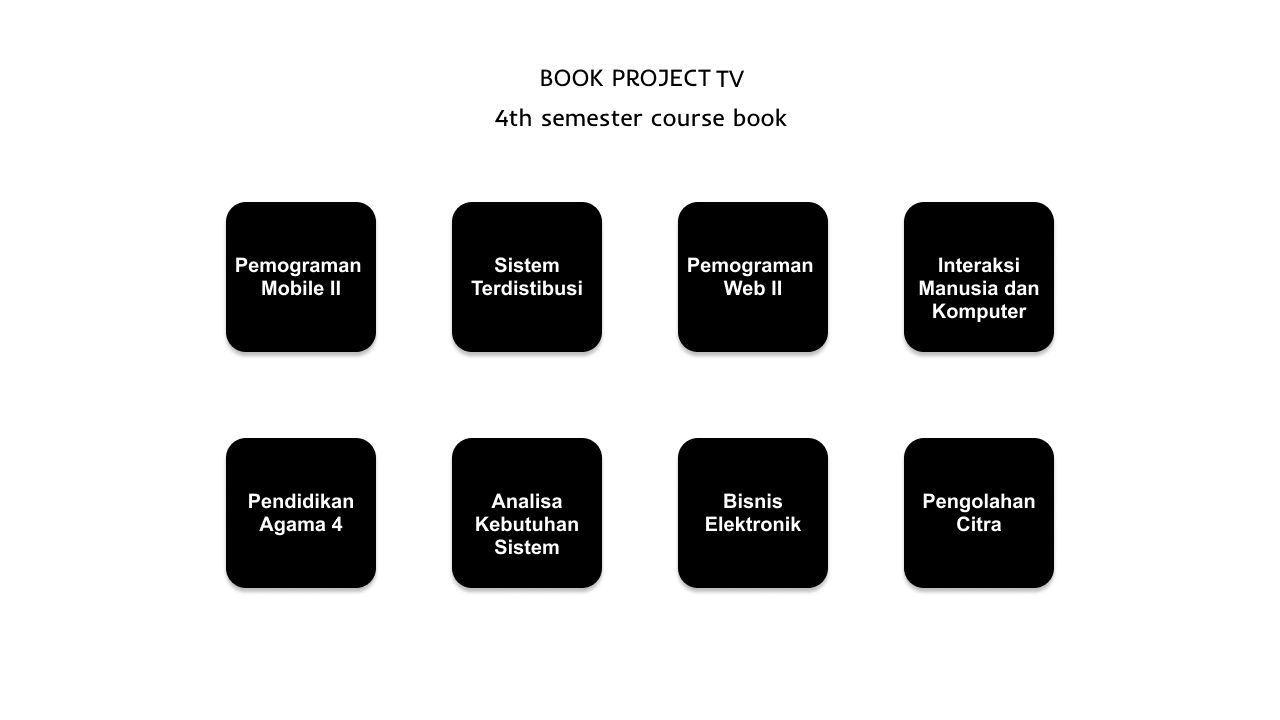 BOOK PROJECT TV
4th semester course book
Pemograman
Mobile II
Sistem
Terdistibusi
Pemograman
Web II
Interaksi
Manusia dan
Komputer
Pendidikan
Agama 4
Analisa
Kebutuhan
Sistem
Bisnis
Elektronik
Pengolahan
Citra